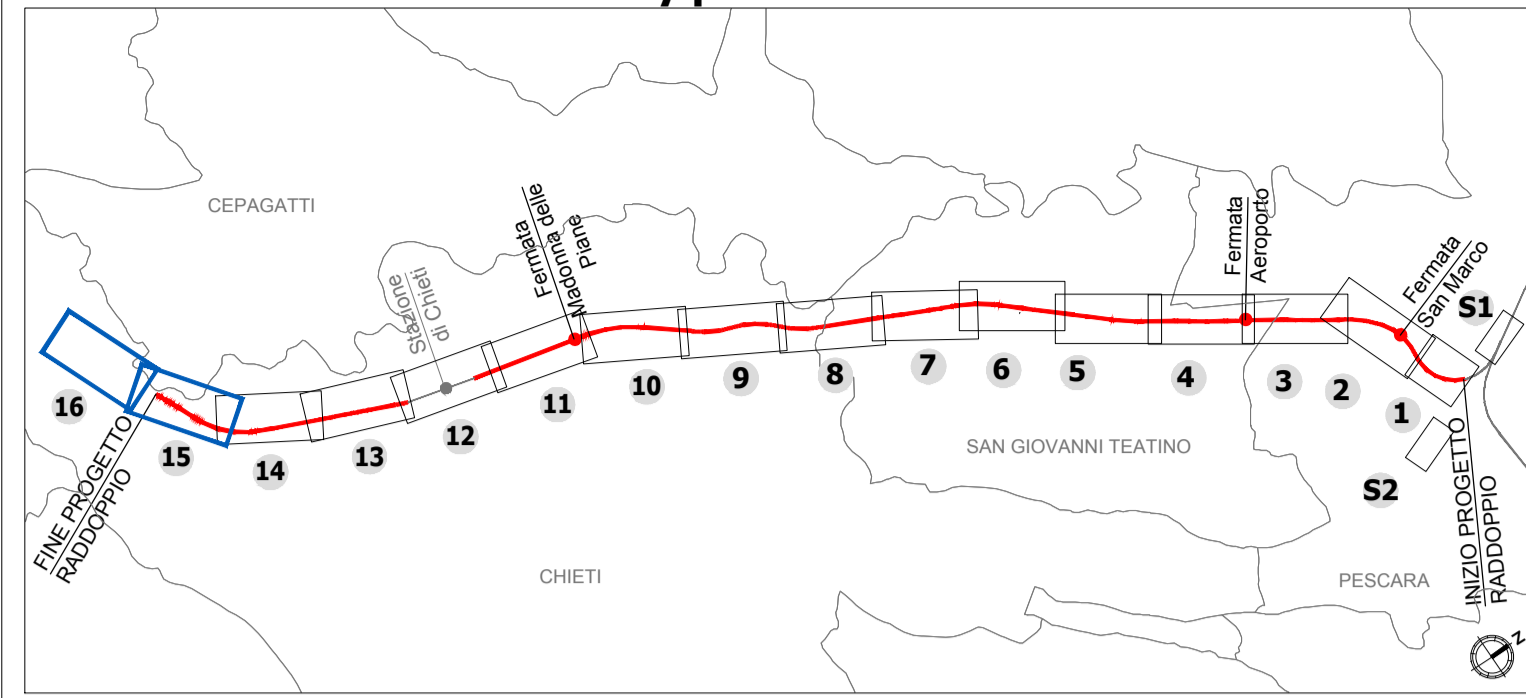 CEPAGATTI
Stazione
di Chieti
Fermata
Madonna delle
Piane
Fermata
Aeroporto
Fermata
San Marco
S1
16
15
14
13
12
11
10
9
8
7
6
5
4
3
2
1
S2
SAN GIOVANNI TEATINO
FINE PROGETTO
RADDOPPIO
INIZIO PROGETTO
RADDOPPIO
CHIETI
PESCARA
N